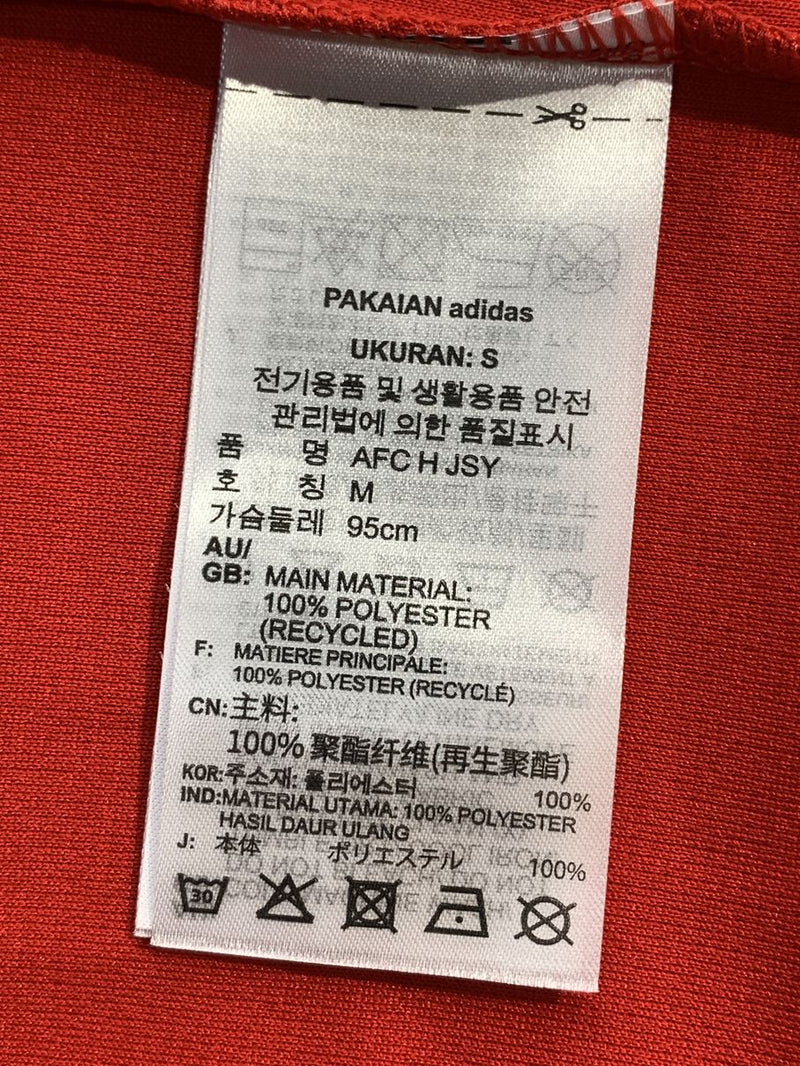 PAKAIAN adidas
UKURAN: S
전기용품 및 생활용품 안전
관리법에 의한 품질표시
품 명 AFC H JSY
호 칭 M
가슴둘레 95cm
AU/
GB: MAIN MATERIAL:
100% POLYESTER
(RECYCLED)
F: MATIERE PRINCIPALE:
100% POLYESTER (RECYCLÉ)
CN:主料:
100% 聚酯纤维(再生聚酯)
KOR:주소재: 폴리에스터 100%
IND:MATERIAL UTAMA: 100% POLYESTER
HASIL DAUR ULANG
J: 本体 ポリエステル 100%
30